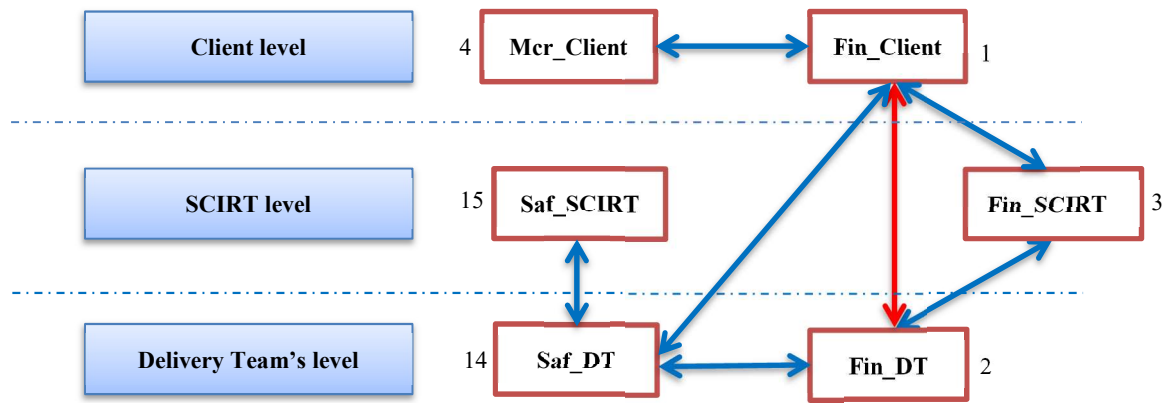 Client level
4
Mcr_Client
Fin_Client
1
SCIRT level
15
Saf_SCIRT
Fin_SCIRT
3
Delivery Team's level
14
Saf_DT
Fin_DT
2